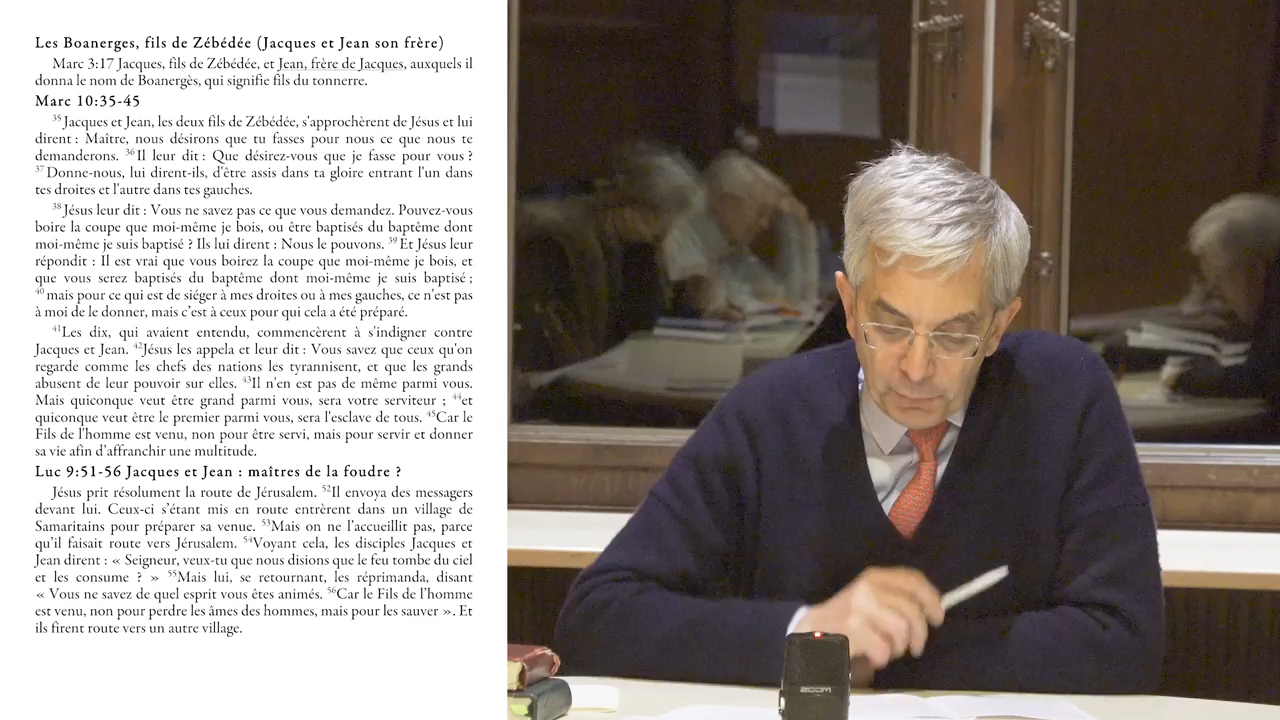 Les Boanerges, fils de Zébédée (Jacques et Jean son frère)
Marc 3:17 Jacques, fils de Zébédée, et Jean, frère de Jacques, auxquels il
donna le nom de Boanergès, qui signifie fils du tonnerre.
Marc 10:35-45
35 Jacques et Jean, les deux fils de Zébédée, s'approchèrent de Jésus et lui
dirent : Maître, nous désirons que tu fasses pour nous ce que nous te
demanderons. 36 Il leur dit : Que désirez-vous que je fasse pour vous ?
37 Donne-nous, lui dirent-ils, d'être assis dans ta gloire entrant l'un dans
tes droites et l'autre dans tes gauches.
38 Jésus leur dit : Vous ne savez pas ce que vous demandez. Pouvez-vous
boire la coupe que moi-même je bois, ou être baptisés du baptême dont
moi-même je suis baptisé ? Ils lui dirent : Nous le pouvons. 39 Et Jésus leur
répondit : Il est vrai que vous boirez la coupe que moi-même je bois, et
que vous serez baptisés du baptême dont moi-même je suis baptisé ;
40 mais pour ce qui est de siéger à mes droites ou à mes gauches, ce n'est pas
à moi de le donner, mais c'est à ceux pour qui cela a été préparé.
41 Les dix, qui avaient entendu, commencèrent à s'indigner contre
Jacques et Jean. 42 Jésus les appela et leur dit : Vous savez que ceux qu'on
regarde comme les chefs des nations les tyrannisent, et que les grands
abusent de leur pouvoir sur elles. 43 Il n'en est pas de même parmi vous.
Mais quiconque veut être grand parmi vous, sera votre serviteur ; 44 et
quiconque veut être le premier parmi vous, sera l'esclave de tous. 45 Car le
Fils de l'homme est venu, non pour être servi, mais pour servir et donner
sa vie afin d’affranchir une multitude.
Luc 9:51-56 Jacques et Jean : maîtres de la foudre ?
Jésus prit résolument la route de Jérusalem. 52 Il envoya des messagers
devant lui. Ceux-ci s’étant mis en route entrèrent dans un village de
Samaritains pour préparer sa venue. 53 Mais on ne l’accueillit pas, parce
qu’il faisait route vers Jérusalem. 54 Voyant cela, les disciples Jacques et
Jean dirent : « Seigneur, veux-tu que nous disions que le feu tombe du ciel
et les consume ? » 55 Mais lui, se retournant, les réprimanda, disant
« Vous ne savez de quel esprit vous êtes animés. 56 Car le Fils de l’homme
est venu, non pour perdre les âmes des hommes, mais pour les sauver ». Et
ils firent route vers un autre village.
zoom